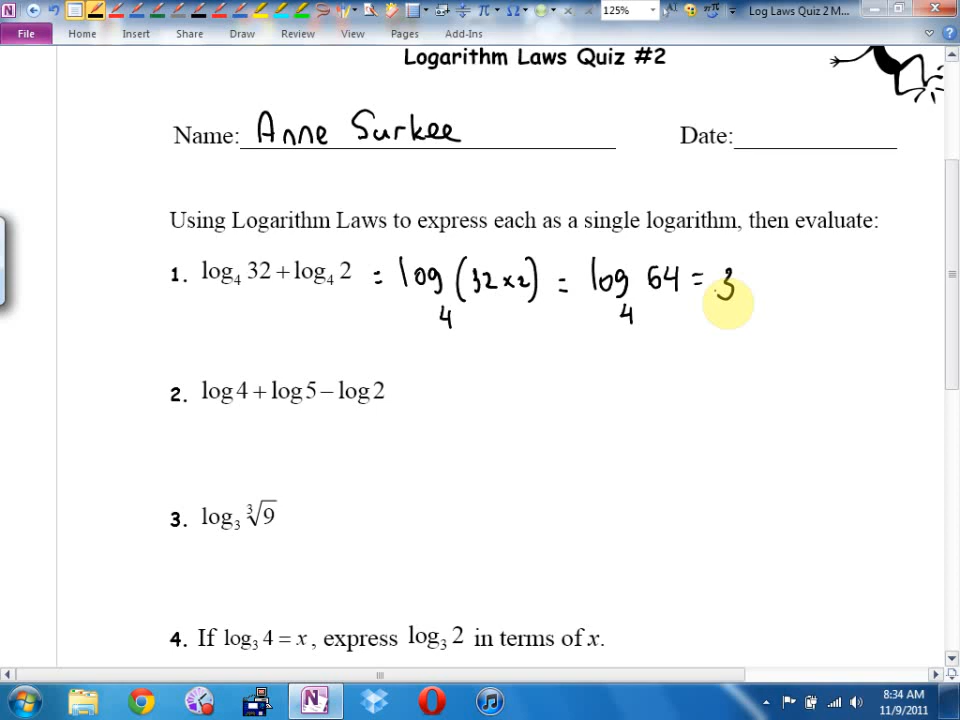 125% Log Laws Quiz 2 M...
File Home Insert Share Draw Review View Pages Add-Ins
Logarithm Laws Quiz #2
Name: Anne Surkee Date:
Using Logarithm Laws to express each as a single logarithm, then evaluate:
1. log₄ 32 + log₄ 2 = log₄ (32 × 2) = log₄ 64 = 3
2. log 4 + log 5 − log 2
3. log₃ ∛9
4. If log₃ 4 = x, express log₃ 2 in terms of x.
8:34 AM
11/9/2011